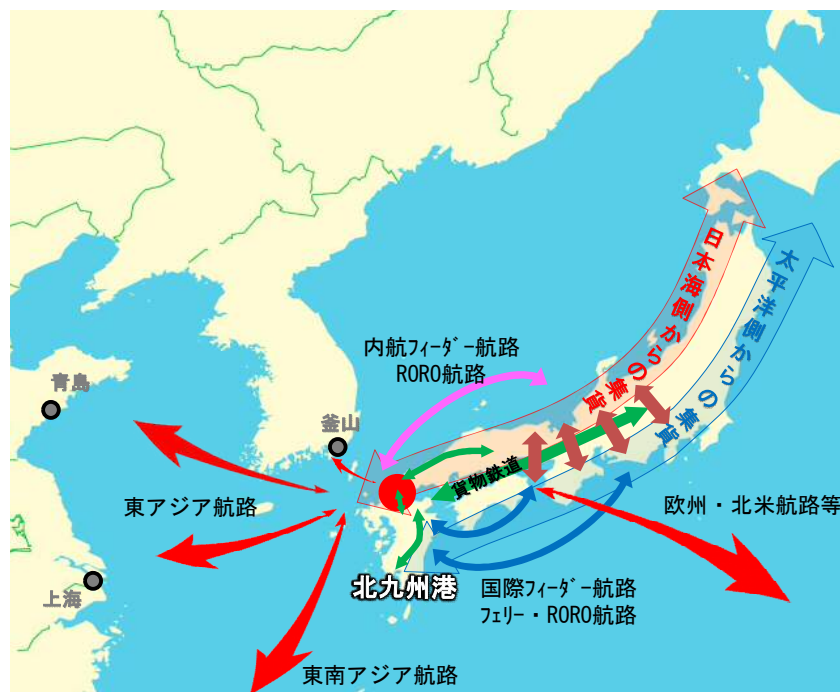 日本海側からの集貨
太平洋側からの集貨
内航フィーダー航路
RORO航路
青島
釜山
貨物鉄道
東アジア航路
欧州・北米航路等
上海
北九州港
国際フィーダー航路
フェリー・RORO航路
東南アジア航路